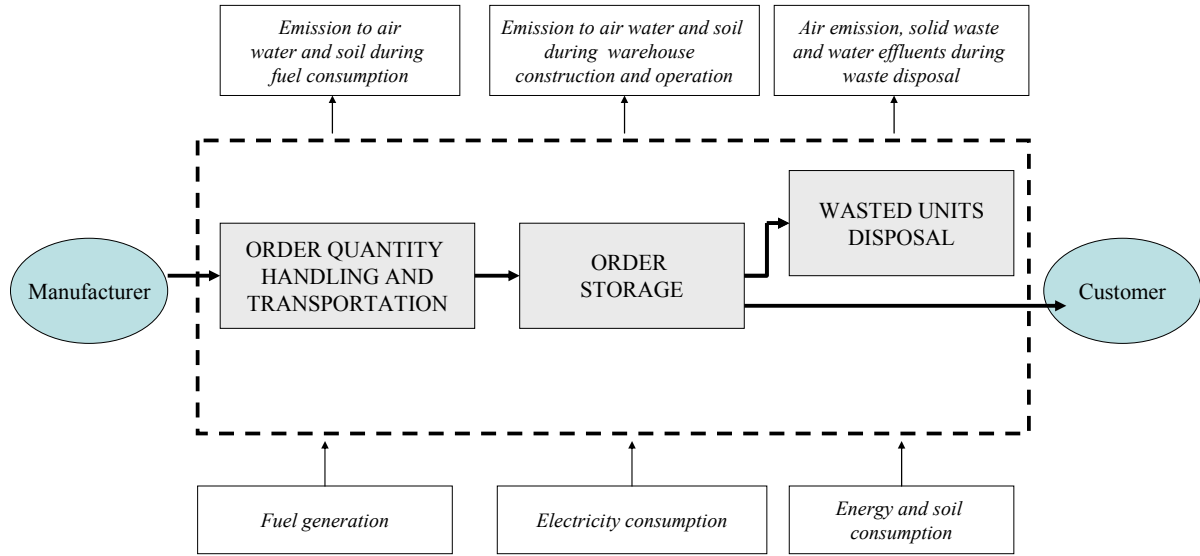 Emission to air
water and soil during
fuel consumption
Emission to air water and soil
during warehouse
construction and operation
Air emission, solid waste
and water effluents during
waste disposal
WASTED UNITS
DISPOSAL
ORDER QUANTITY
HANDLING AND
TRANSPORTATION
ORDER
STORAGE
Manufacturer
Customer
Fuel generation
Electricity consumption
Energy and soil
consumption